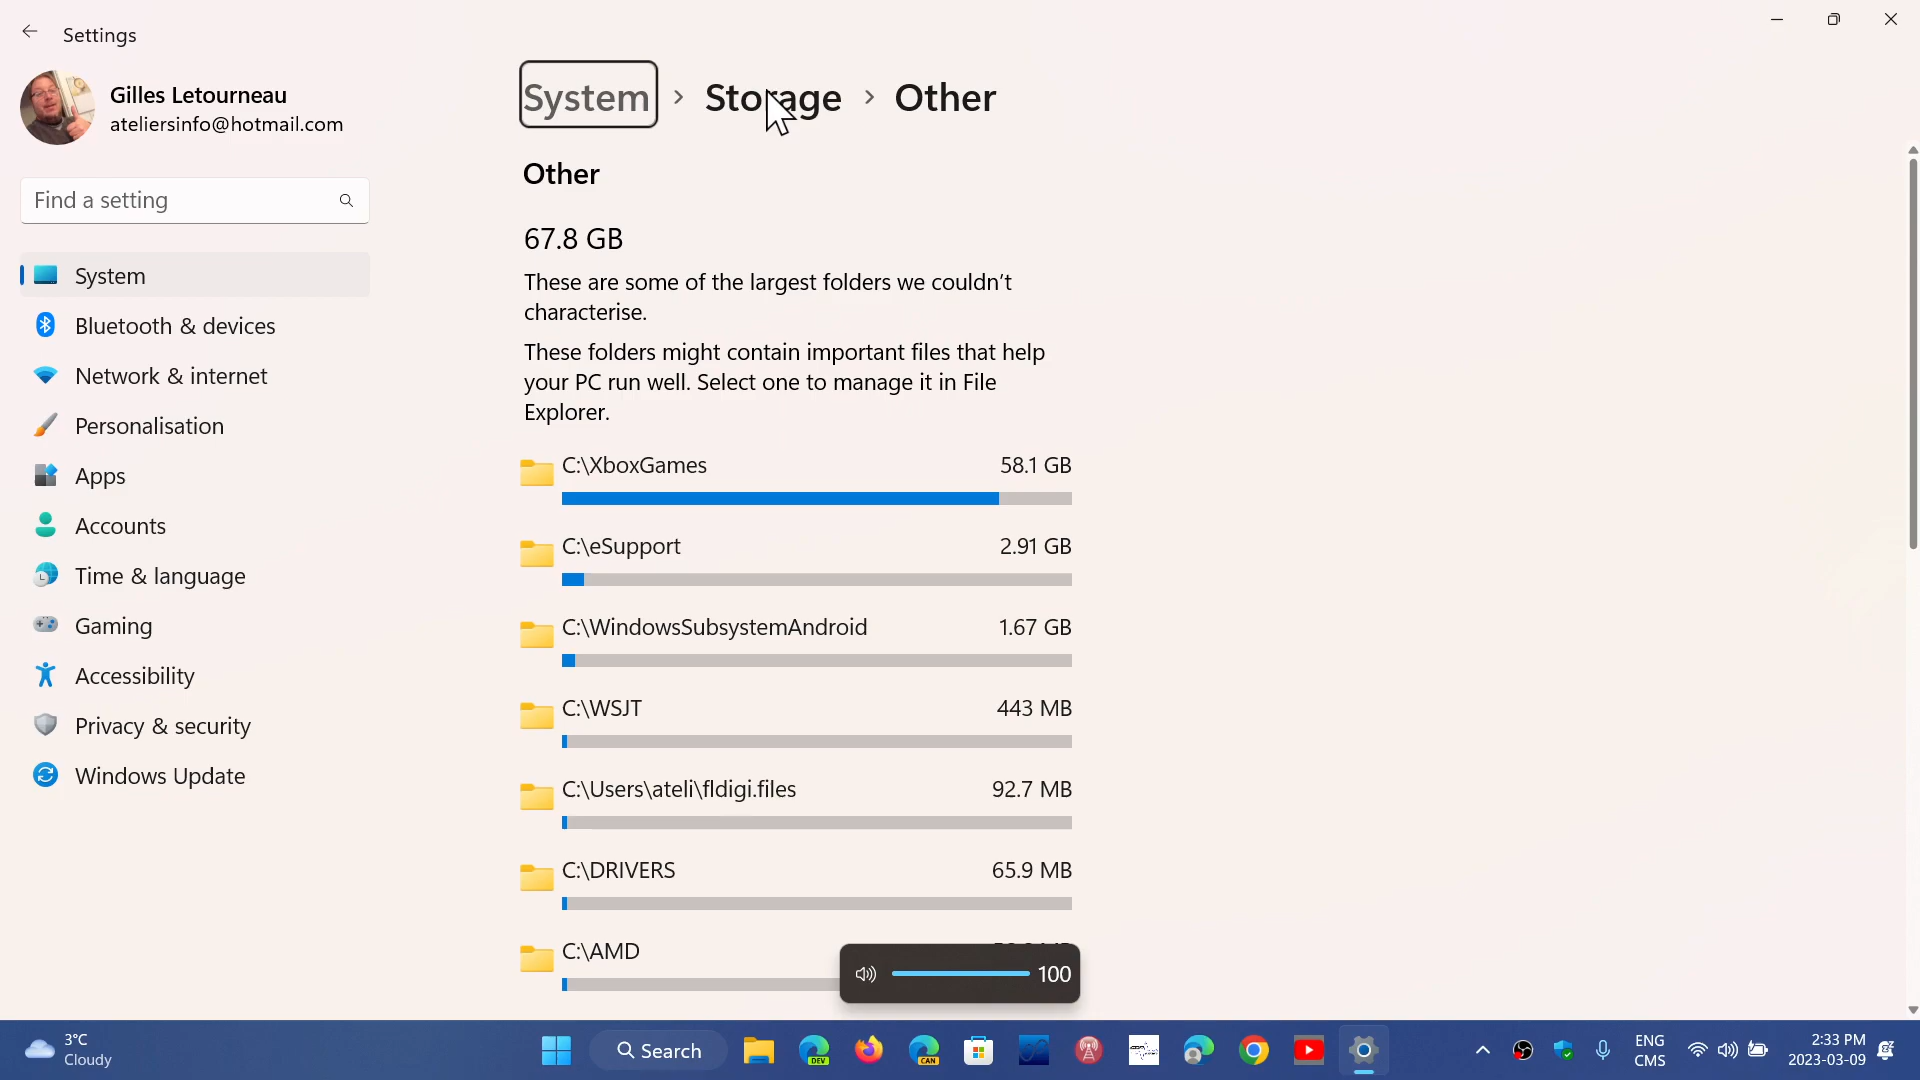 Settings
Gilles Letourneau
ateliersinfo@hotmail.com
Find a setting
System
Bluetooth & devices
Network & internet
Personalisation
Apps
Accounts
Time & language
Gaming
Accessibility
Privacy & security
Windows Update
System > Storage > Other
Other
67.8 GB
These are some of the largest folders we couldn't
characterise.
These folders might contain important files that help
your PC run well. Select one to manage it in File
Explorer.
C:\XboxGames 58.1 GB
C:\eSupport 2.91 GB
C:\WindowsSubsystemAndroid 1.67 GB
C:\WSJT 443 MB
C:\Users\ateli\fldigi.files 92.7 MB
C:\DRIVERS 65.9 MB
C:\AMD
100
3°C
Cloudy
Search
DEV
CAN
ENG
CMS
2:33 PM
2023-03-09